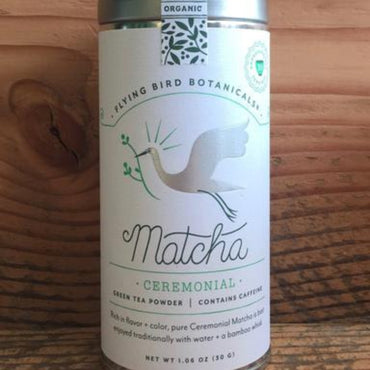 ORGANIC
FLYING BIRD BOTANICALS
Matcha
· CEREMONIAL ·
GREEN TEA POWDER | CONTAINS CAFFEINE
Rich in flavor + color, pure Ceremonial Matcha is best
enjoyed traditionally with water + a bamboo whisk.
NET WT 1.06 OZ (30 G)